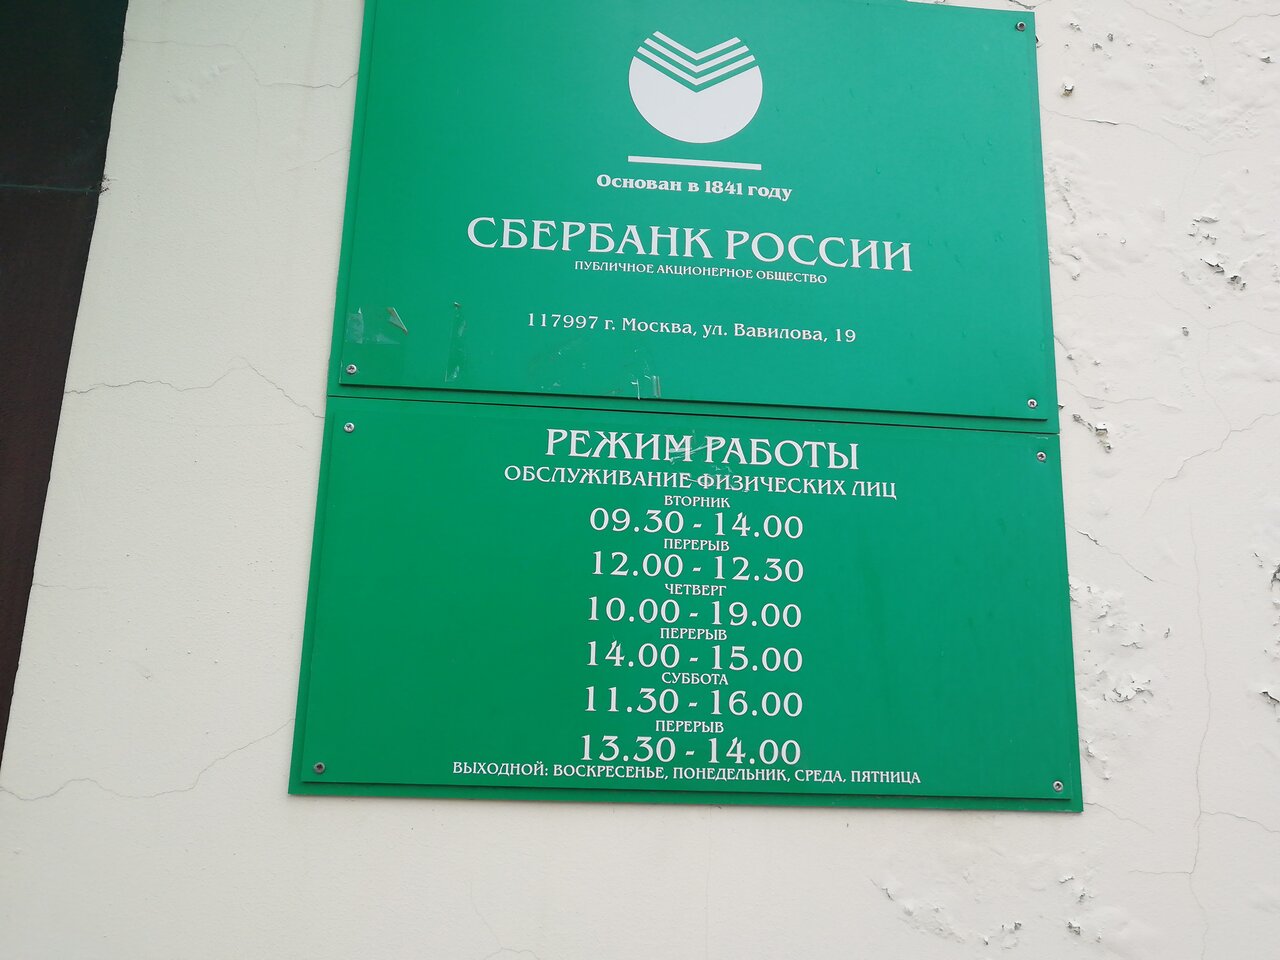 Основан в 1841 году
СБЕРБАНК РОССИИ
ПУБЛИЧНОЕ АКЦИОНЕРНОЕ ОБЩЕСТВО
117997 г. Москва, ул. Вавилова, 19
РЕЖИМ РАБОТЫ
ОБСЛУЖИВАНИЕ ФИЗИЧЕСКИХ ЛИЦ
ВТОРНИК
09.30 - 14.00
ПЕРЕРЫВ
12.00 - 12.30
ЧЕТВЕРГ
10.00 - 19.00
ПЕРЕРЫВ
14.00 - 15.00
СУББОТА
11.30 - 16.00
ПЕРЕРЫВ
13.30 - 14.00
ВЫХОДНОЙ: ВОСКРЕСЕНЬЕ, ПОНЕДЕЛЬНИК, СРЕДА, ПЯТНИЦА